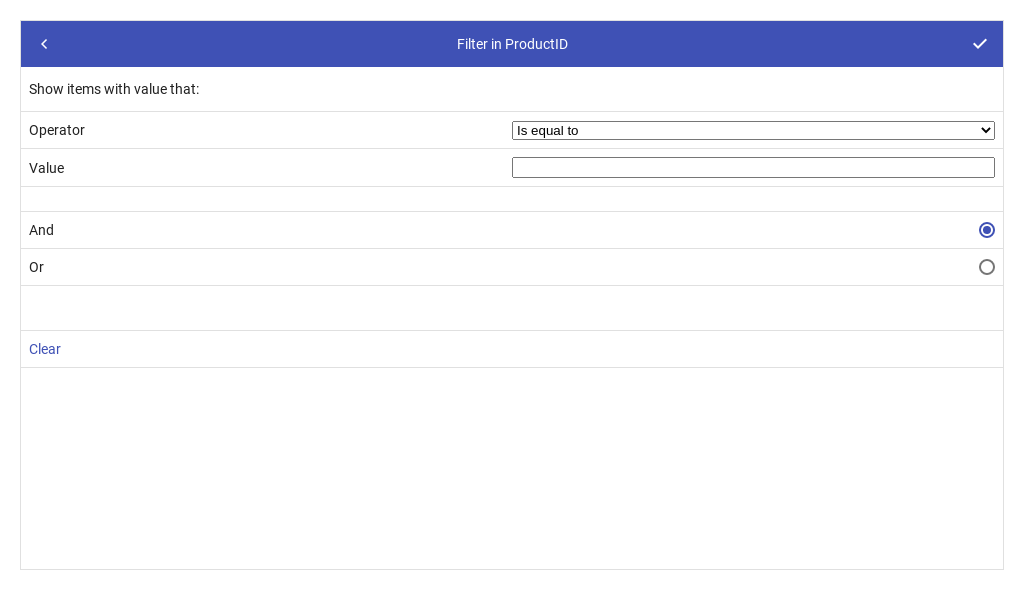 Filter in ProductID
Show items with value that:
Operator
Is equal to
Value
And
Or
Clear